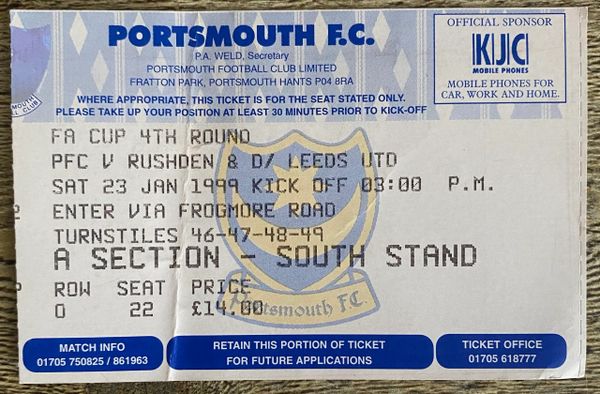 PORTSMOUTH F.C.
P.A. WELD, Secretary
PORTSMOUTH FOOTBALL CLUB LIMITED
FRATTON PARK, PORTSMOUTH HANTS PO4 8RA
WHERE APPROPRIATE, THIS TICKET IS FOR THE SEAT STATED ONLY.
PLEASE TAKE UP YOUR POSITION AT LEAST 30 MINUTES PRIOR TO KICK-OFF
OFFICIAL SPONSOR
KJC
MOBILE PHONES
MOBILE PHONES FOR
CAR, WORK AND HOME.
FA CUP 4TH ROUND
PFC V RUSHDEN & D/ LEEDS UTD
SAT 23 JAN 1999 KICK OFF 03:00 P.M.
ENTER VIA FROGMORE ROAD
TURNSTILES 46-47-48-49
A SECTION - SOUTH STAND
ROW SEAT PRICE
O 22 £14.00
Portsmouth F.C.
MATCH INFO
01705 750825 / 861963
RETAIN THIS PORTION OF TICKET
FOR FUTURE APPLICATIONS
TICKET OFFICE
01705 618777